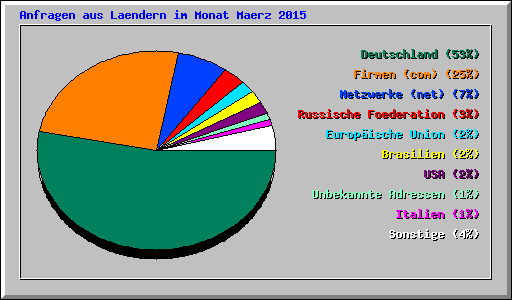 Anfragen aus Laendern im Monat Maerz 2015
Deutschland (53%)
Firmen (com) (25%)
Netzwerke (net) (7%)
Russische Foederation (3%)
Europäische Union (2%)
Brasilien (2%)
USA (2%)
Unbekannte Adressen (1%)
Italien (1%)
Sonstige (4%)